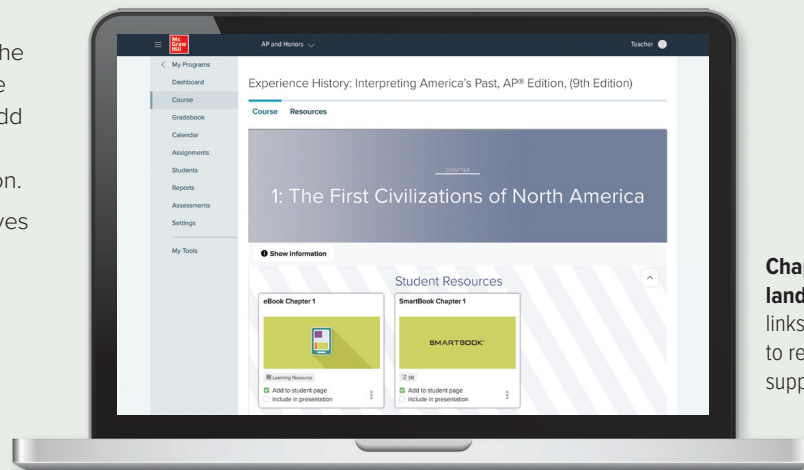 he
e
dd
on.
ves
Mc
Graw
Hill
AP and Honors
Teacher
My Programs
Dashboard
Course
Gradebook
Calendar
Assignments
Students
Reports
Assessments
Settings
My Tools
Experience History: Interpreting America's Past, AP® Edition, (9th Edition)
Course Resources
CHAPTER
1: The First Civilizations of North America
Show Information
Student Resources
eBook Chapter 1
Learning Resource
Add to student page
Include in presentation
SmartBook Chapter 1
SMARTBOOK®
SB
Add to student page
Include in presentation
Chap
land
links
to re
supp